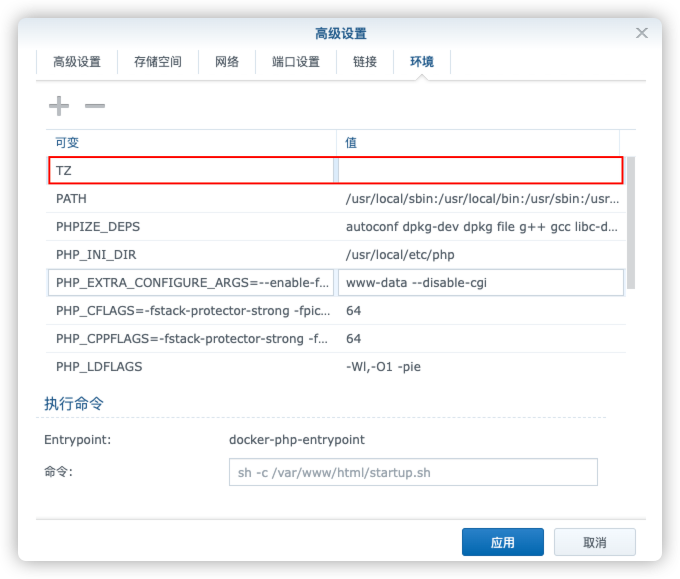 高级设置
高级设置 存储空间 网络 端口设置 链接 环境
可变 值
TZ
PATH /usr/local/sbin:/usr/local/bin:/usr/sbin:/usr...
PHPIZE_DEPS autoconf dpkg-dev dpkg file g++ gcc libc-d...
PHP_INI_DIR /usr/local/etc/php
PHP_EXTRA_CONFIGURE_ARGS=--enable-f... www-data --disable-cgi
PHP_CFLAGS=-fstack-protector-strong -fpic... 64
PHP_CPPFLAGS=-fstack-protector-strong -f... 64
PHP_LDFLAGS -Wl,-O1 -pie
执行命令
Entrypoint: docker-php-entrypoint
命令: sh -c /var/www/html/startup.sh
应用 取消